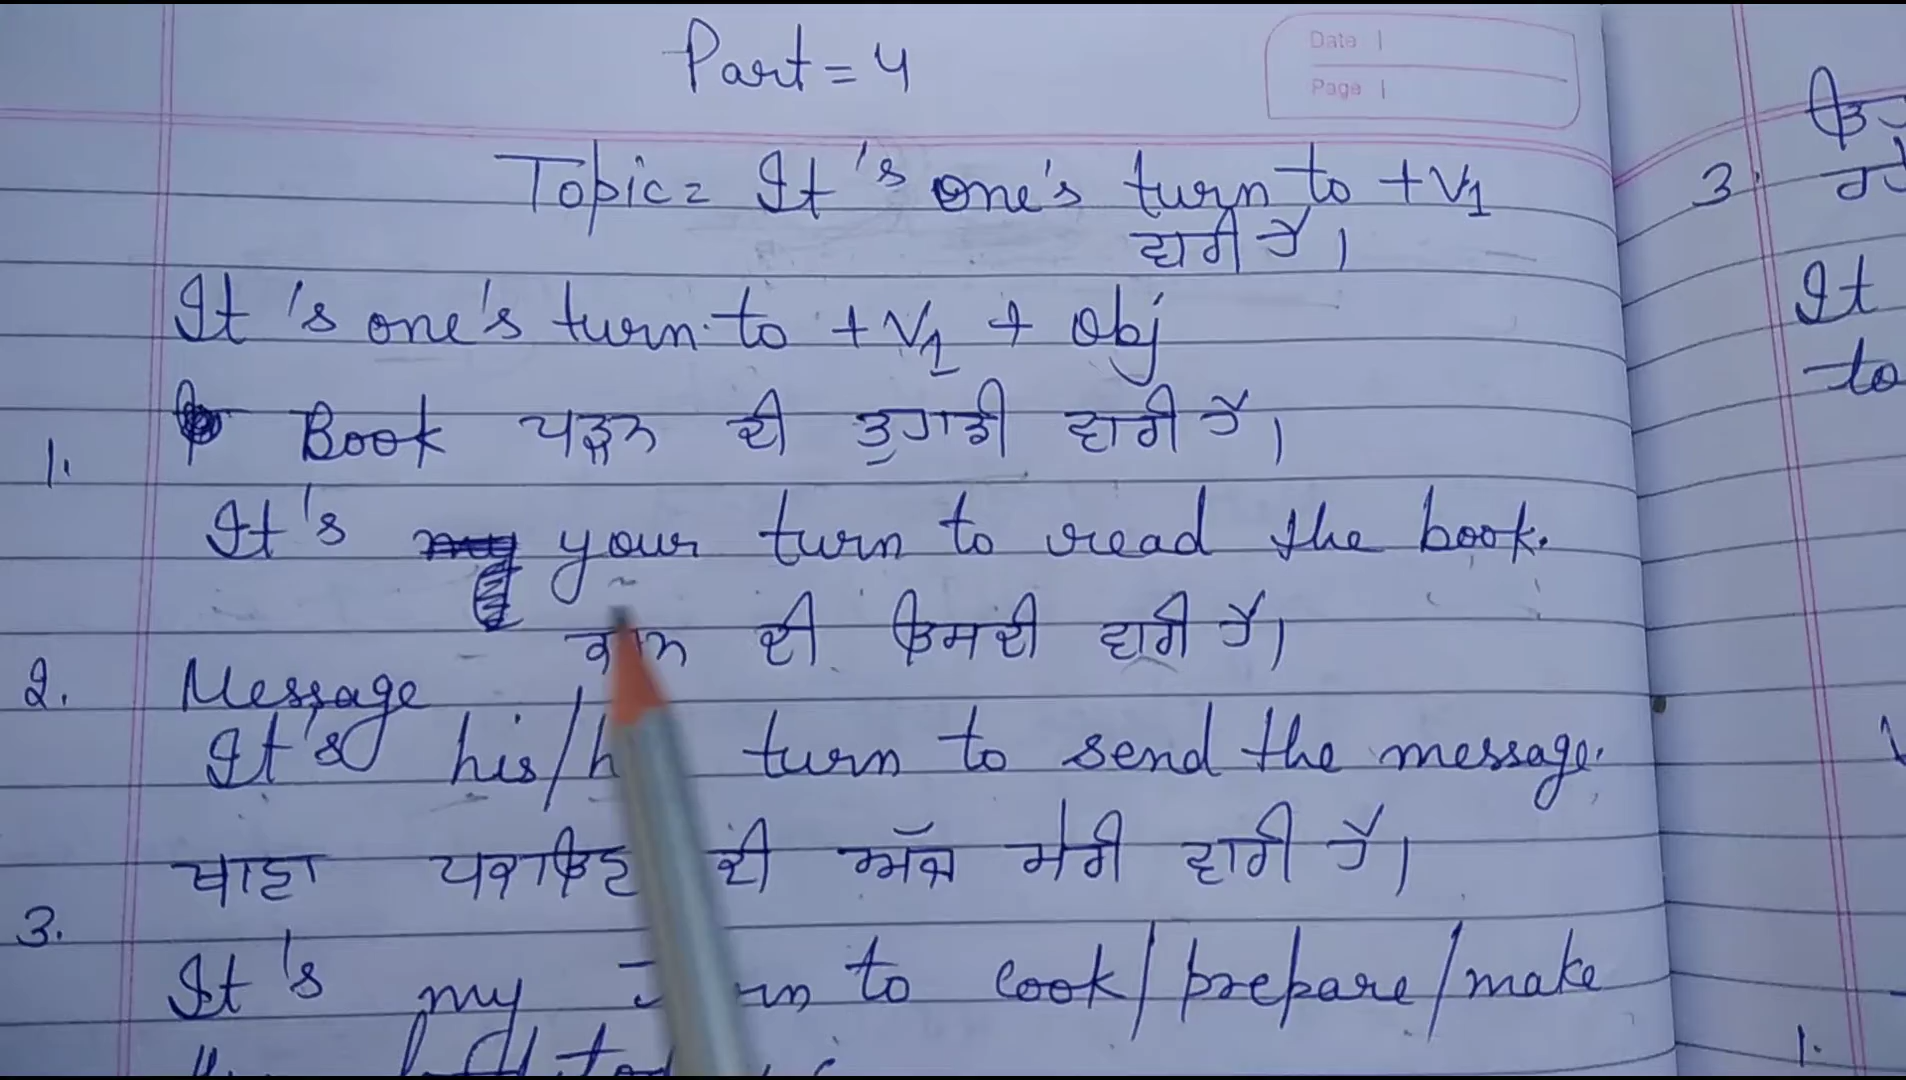 Part = 4
Date
Page
Topic = It's one's turn to + V1
ਵਾਰੀ ਹੈ।
It's one's turn to + V1 + Obj
1. Book ਪੜ੍ਹਨ ਦੀ ਤੁਹਾਡੀ ਵਾਰੀ ਹੈ।
It's your turn to read the book.
2. Message ਦੀ ਉਸਦੀ ਵਾਰੀ ਹੈ।
It's his/ turn to send the message.
3. ਖਾਣਾ ਪਕਾਉਣ ਦੀ ਅੱਜ ਮੇਰੀ ਵਾਰੀ ਹੈ।
It's my to cook/prepare/make
3.
It
to
1.